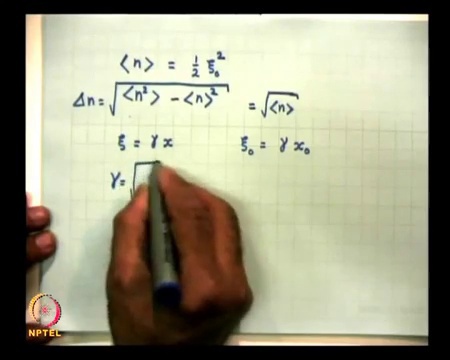 ⟨n⟩ = ½ ξ₀²
Δn = √(⟨n²⟩ − ⟨n⟩²) = √⟨n⟩
ξ = γ x ξ₀ = γ x₀
γ = √
NPTEL